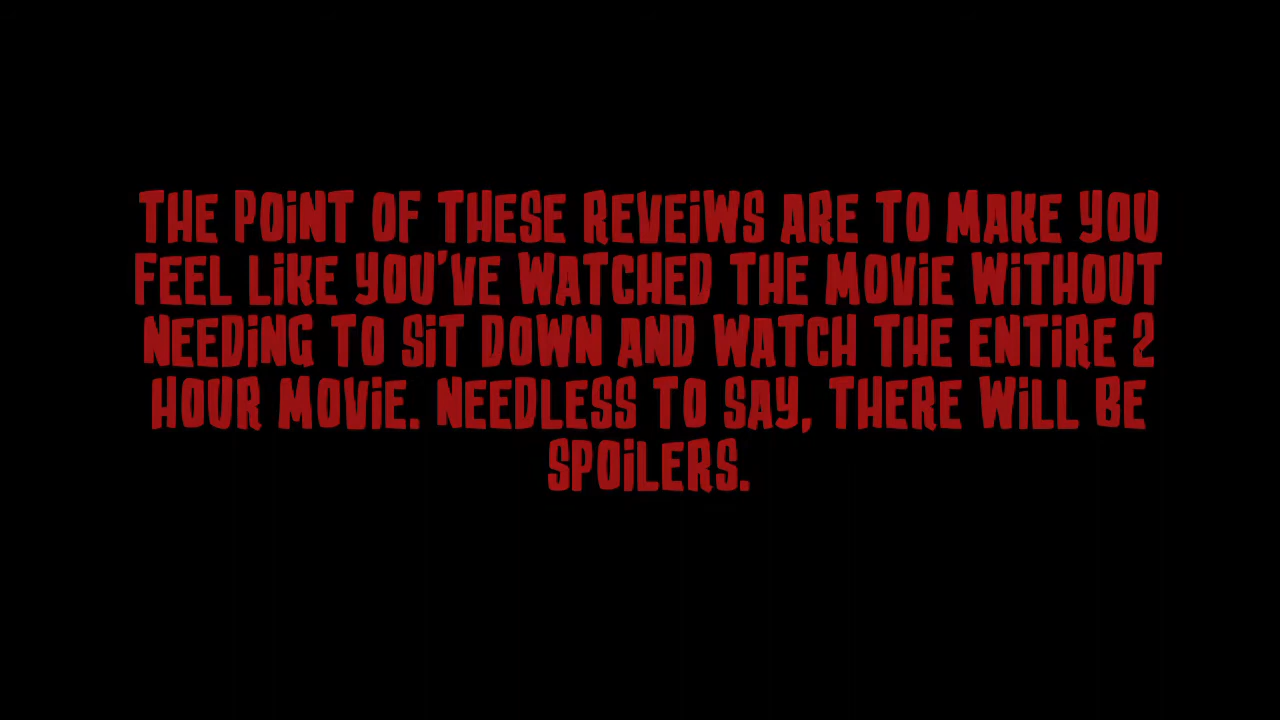 THE POiNT OF THESE REVEiWS ARE TO MAKE YOU
FEEL LiKE YOU'VE WATCHED THE MOViE WiTHOUT
NEEDiNG TO SiT DOWN AND WATCH THE ENTiRE 2
HOUR MOViE. NEEDLESS TO SAY, THERE WiLL BE
SPOiLERS.